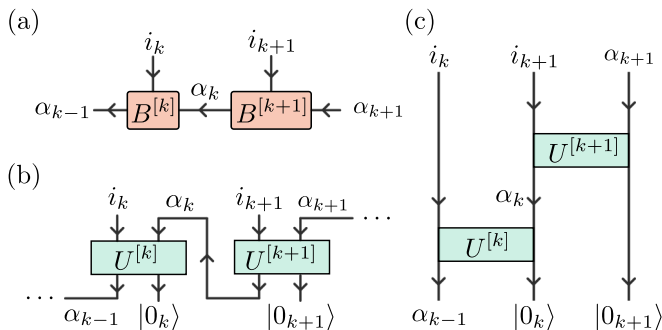 (a)
i_k i_{k+1}
α_{k-1} B^{[k]} α_k B^{[k+1]} α_{k+1}
(b)
i_k α_k i_{k+1} α_{k+1} ···
U^{[k]} U^{[k+1]}
··· α_{k-1} |0_k⟩ |0_{k+1}⟩
(c)
i_k i_{k+1} α_{k+1}
U^{[k+1]}
α_k
U^{[k]}
α_{k-1} |0_k⟩ |0_{k+1}⟩